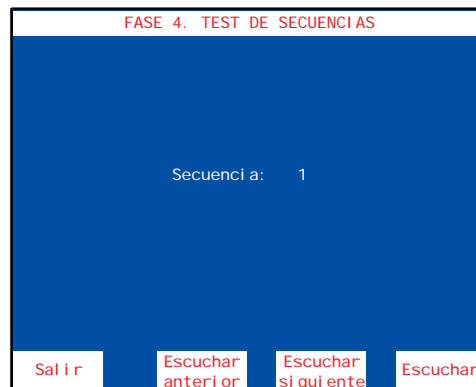 FASE 4. TEST DE SECUENCIAS
Secuencia: 1
Salir
Escuchar
anterior
Escuchar
siguiente
Escuchar